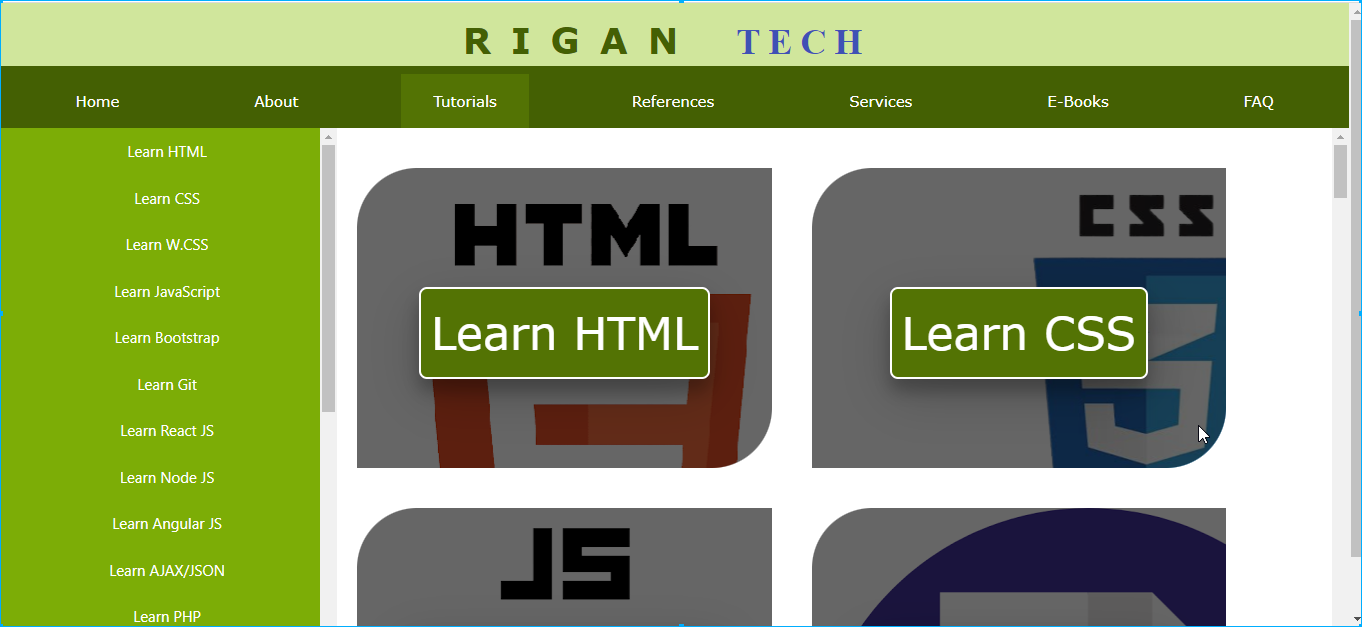 RIGAN TECH
Home About Tutorials References Services E-Books FAQ
Learn HTML
Learn CSS
Learn W.CSS
Learn JavaScript
Learn Bootstrap
Learn Git
Learn React JS
Learn Node JS
Learn Angular JS
Learn AJAX/JSON
Learn PHP
HTML
Learn HTML
CSS
Learn CSS
JS